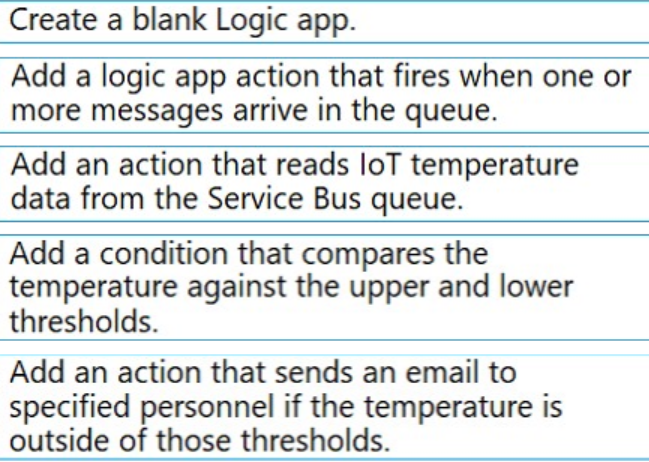 Create a blank Logic app.
Add a logic app action that fires when one or
more messages arrive in the queue.
Add an action that reads IoT temperature
data from the Service Bus queue.
Add a condition that compares the
temperature against the upper and lower
thresholds.
Add an action that sends an email to
specified personnel if the temperature is
outside of those thresholds.